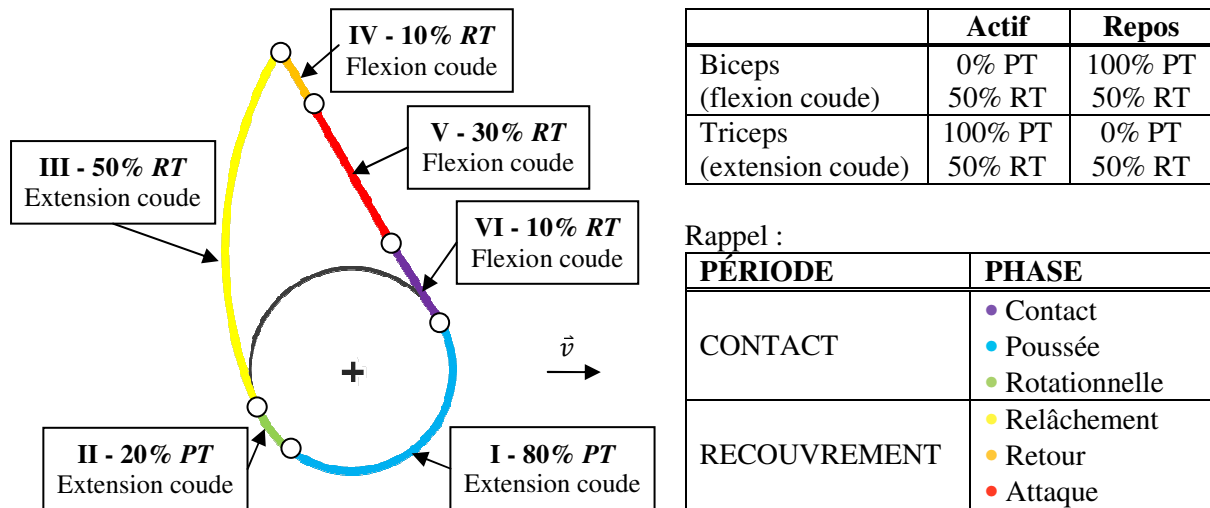 IV - 10% RT
Flexion coude
V - 30% RT
Flexion coude
III - 50% RT
Extension coude
VI - 10% RT
Flexion coude
+
v⃗
II - 20% PT
Extension coude
I - 80% PT
Extension coude
Actif Repos
Biceps 0% PT 100% PT
(flexion coude) 50% RT 50% RT
Triceps 100% PT 0% PT
(extension coude) 50% RT 50% RT
Rappel :
PÉRIODE PHASE
CONTACT
• Contact
• Poussée
• Rotationnelle
RECOUVREMENT
• Relâchement
• Retour
• Attaque